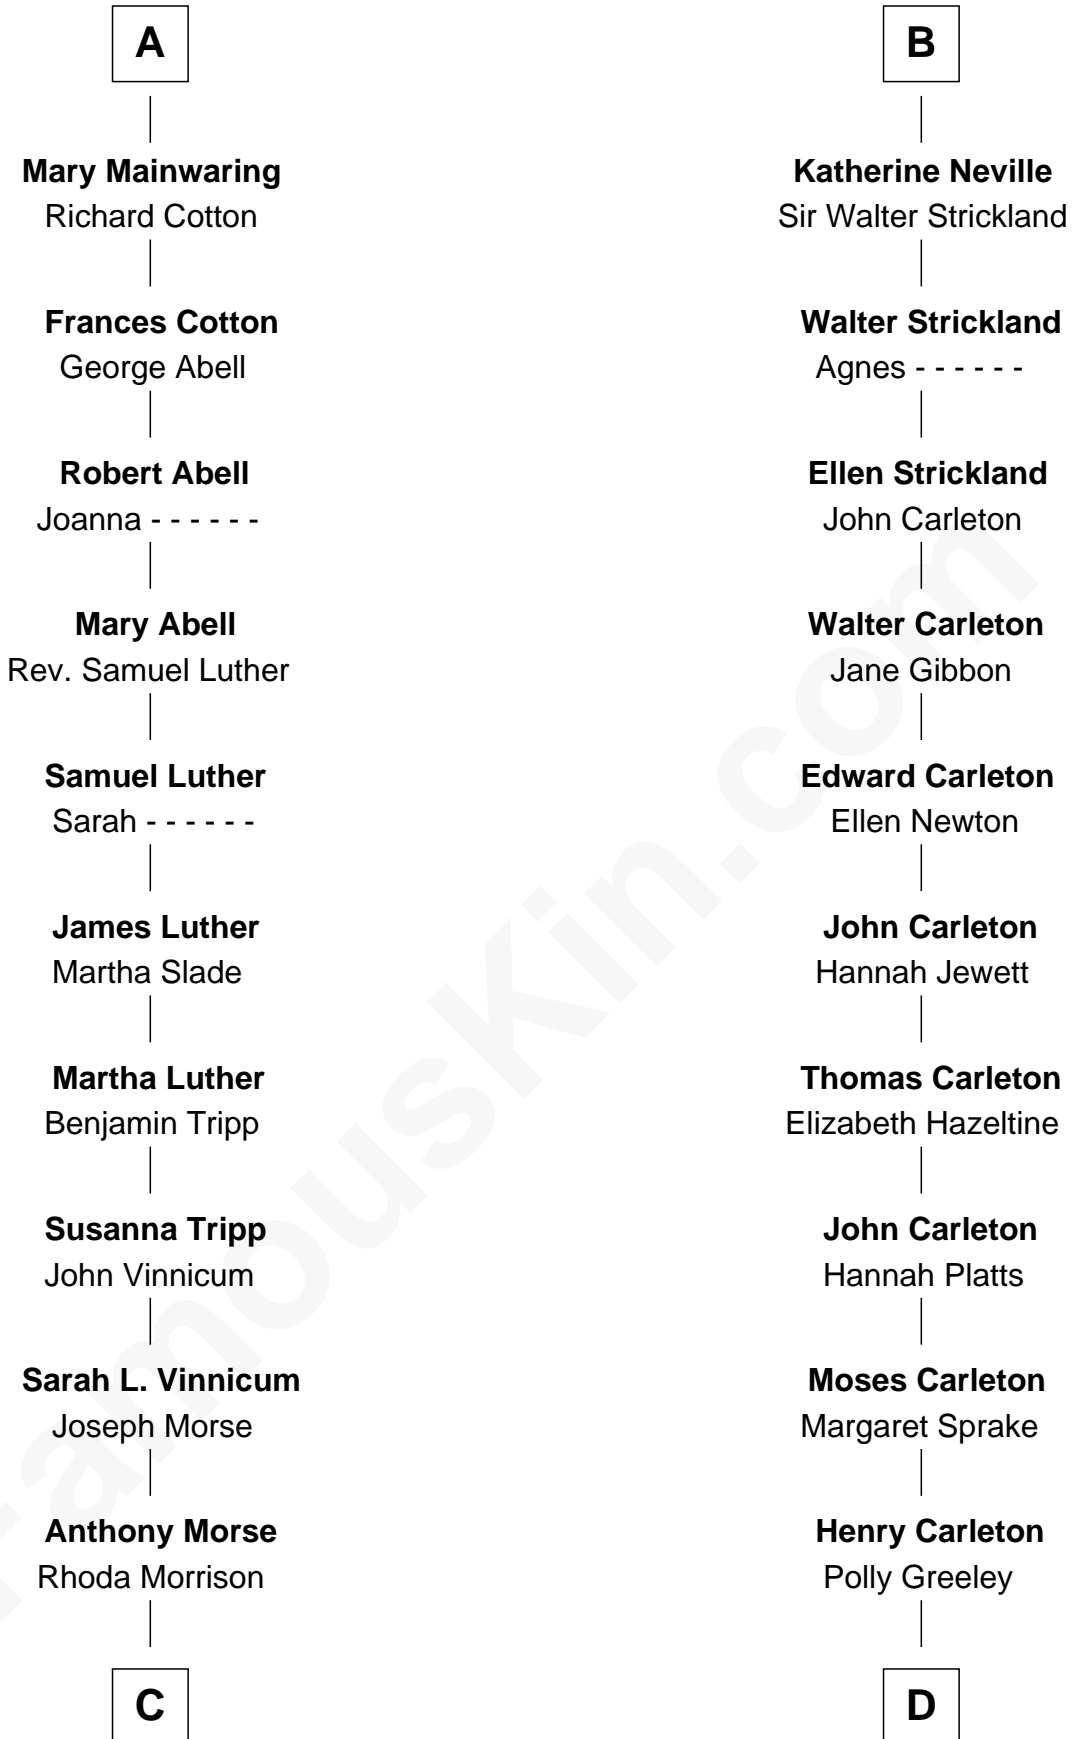 A
Mary Mainwaring
Richard Cotton
Frances Cotton
George Abell
Robert Abell
Joanna - - - - - -
Mary Abell
Rev. Samuel Luther
Samuel Luther
Sarah - - - - - -
James Luther
Martha Slade
Martha Luther
Benjamin Tripp
Susanna Tripp
John Vinnicum
Sarah L. Vinnicum
Joseph Morse
Anthony Morse
Rhoda Morrison
C
B
Katherine Neville
Sir Walter Strickland
Walter Strickland
Agnes - - - - - -
Ellen Strickland
John Carleton
Walter Carleton
Jane Gibbon
Edward Carleton
Ellen Newton
John Carleton
Hannah Jewett
Thomas Carleton
Elizabeth Hazeltine
John Carleton
Hannah Platts
Moses Carleton
Margaret Sprake
Henry Carleton
Polly Greeley
D
FamousKin.com